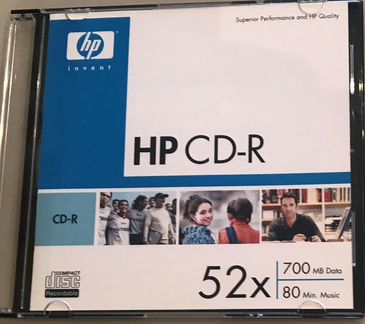 Superior Performance and HP Quality
hp
invent
HP CD-R
CD-R
COMPACT
disc
Recordable
52x
700 MB Data
80 Min. Music